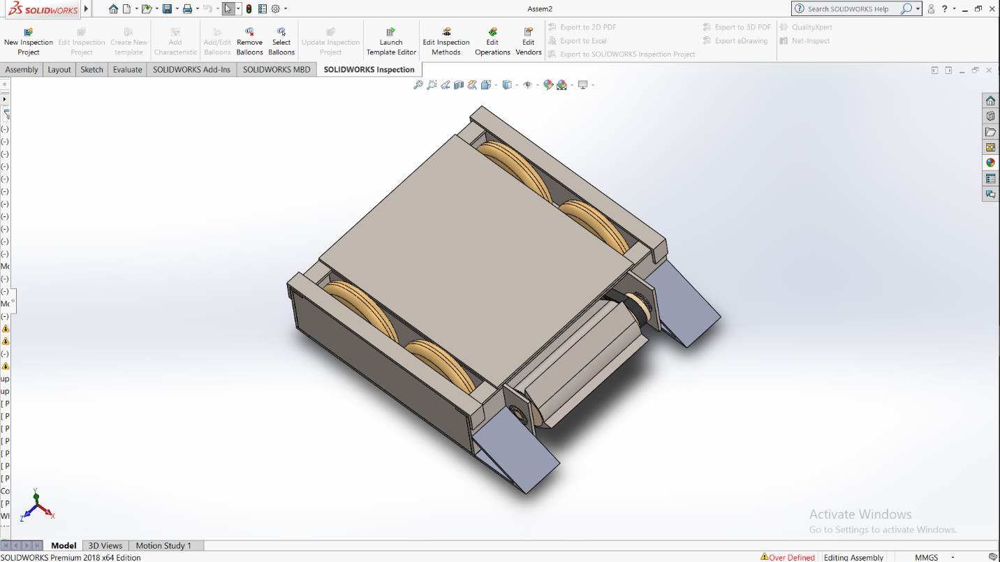 SOLIDWORKS
Assem2
Search SOLIDWORKS Help
New Inspection Project
Edit Inspection Project
Create New template
Add Characteristic
Add/Edit Balloons
Remove Balloons
Select Balloons
Update Inspection Project
Launch Template Editor
Edit Inspection Methods
Edit Operations
Edit Vendors
Export to 2D PDF
Export to Excel
Export to SOLIDWORKS Inspection Project
Export to 3D PDF
Export eDrawing
QualityXpert
Net-Inspect
Assembly
Layout
Sketch
Evaluate
SOLIDWORKS Add-Ins
SOLIDWORKS MBD
SOLIDWORKS Inspection
(-)
(-)
(-)
(-)
(-)
(-)
(-)
(-)
(-)
(-)
(-)
Mc
(-)
(-)
Mc
(-)
(-)
up
up
[ P
[ P
[ P
[ P
[ P
[ P
[ P
Co
[ P
Y
Z
X
Activate Windows
Go to Settings to activate Windows.
Model
3D Views
Motion Study 1
SOLIDWORKS Premium 2018 x64 Edition
Over Defined
Editing Assembly
MMGS